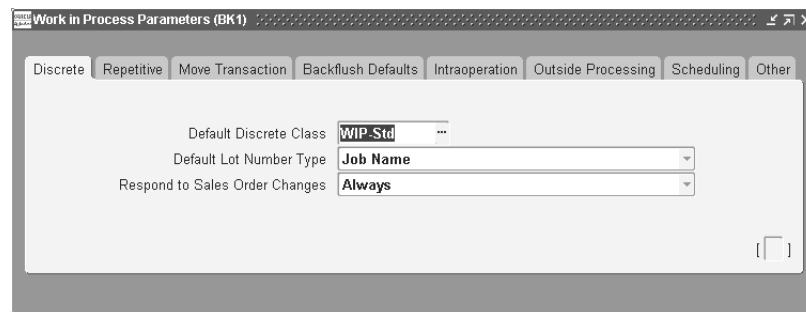 Work in Process Parameters (BK1)
Discrete Repetitive Move Transaction Backflush Defaults Intraoperation Outside Processing Scheduling Other
Default Discrete Class WIP-Std ...
Default Lot Number Type Job Name
Respond to Sales Order Changes Always
[ ]